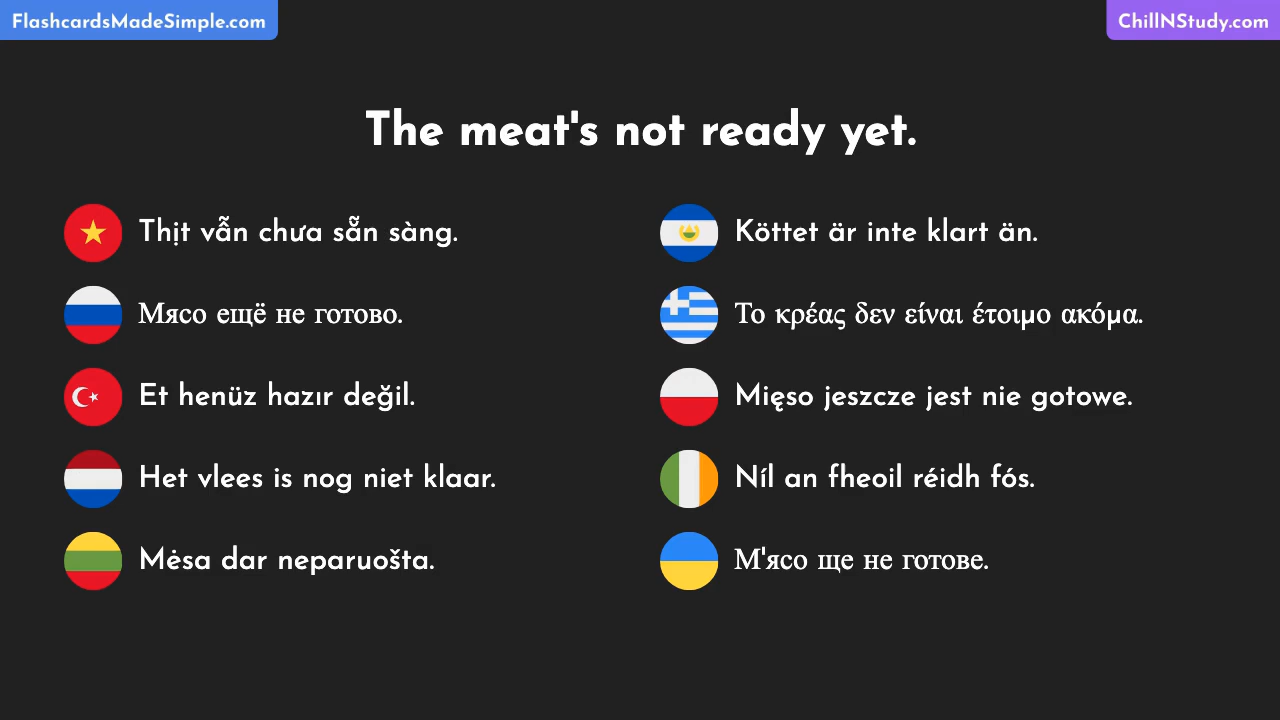 FlashcardsMadeSimple.com
ChillNStudy.com
The meat's not ready yet.
Thịt vẫn chưa sẵn sàng.
Köttet är inte klart än.
Мясо ещё не готово.
Το κρέας δεν είναι έτοιμο ακόμα.
Et henüz hazır değil.
Mięso jeszcze jest nie gotowe.
Het vlees is nog niet klaar.
Níl an fheoil réidh fós.
Mėsa dar neparuošta.
М'ясо ще не готове.